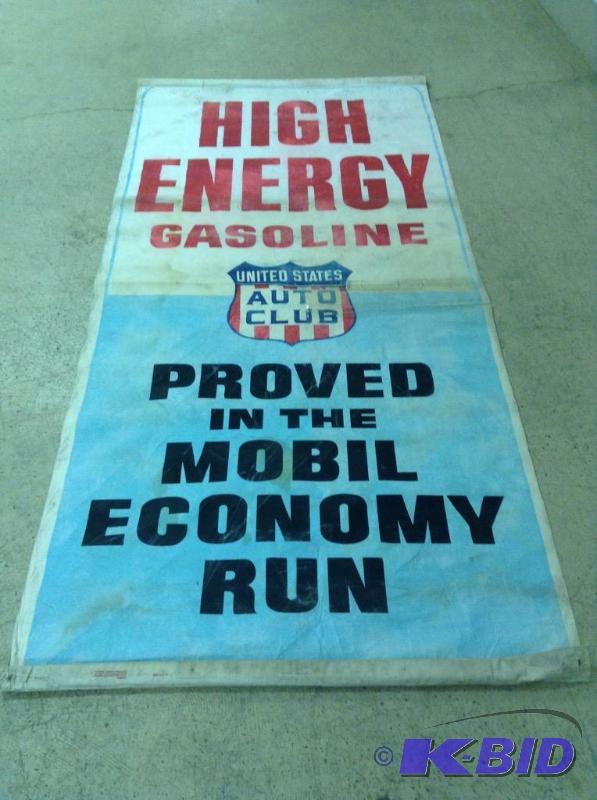 HIGH
ENERGY
GASOLINE
UNITED STATES
AUTO
CLUB
PROVED
IN THE
MOBIL
ECONOMY
RUN
© K-BID